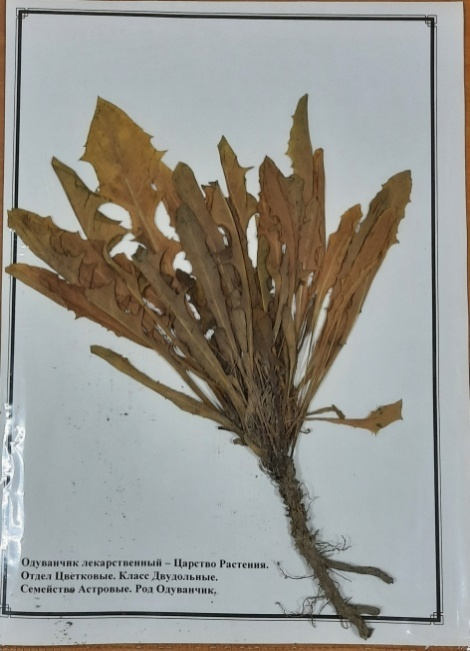 Одуванчик лекарственный – Царство Растения.
Отдел Цветковые. Класс Двудольные.
Семейство Астровые. Род Одуванчик,